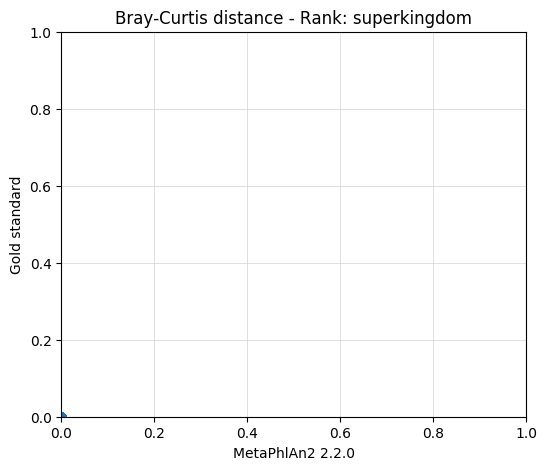 Bray-Curtis distance - Rank: superkingdom
1.0
0.8
0.6
0.4
0.2
0.0
Gold standard
0.0 0.2 0.4 0.6 0.8 1.0
MetaPhlAn2 2.2.0